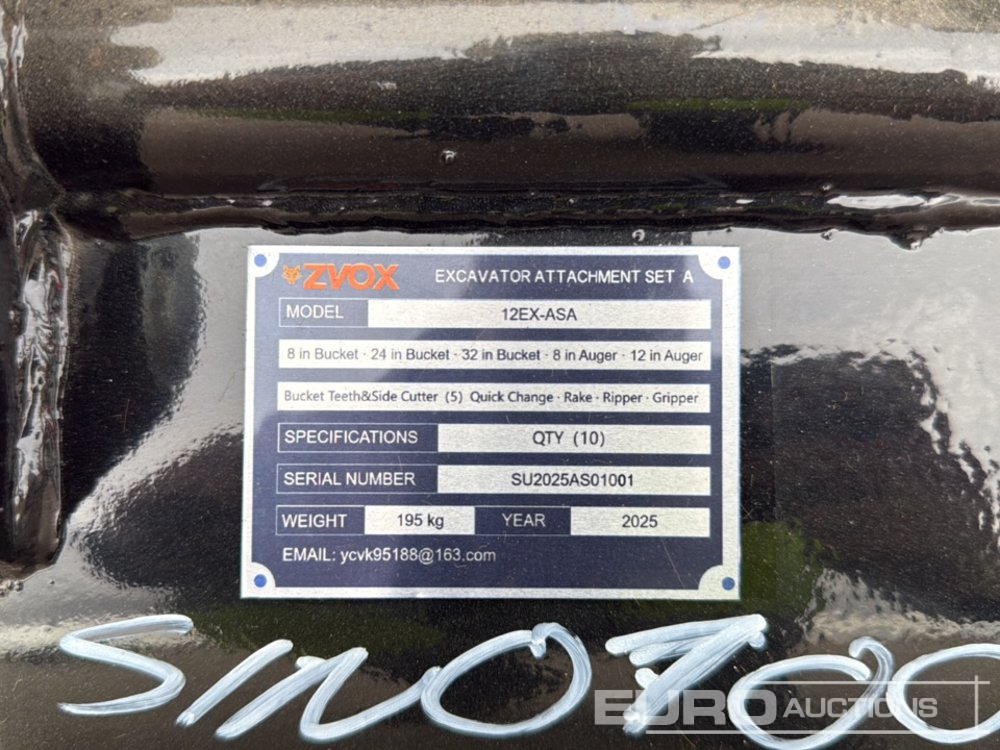 ZVOX EXCAVATOR ATTACHMENT SET A
MODEL 12EX-ASA
8 in Bucket · 24 in Bucket · 32 in Bucket · 8 in Auger · 12 in Auger
Bucket Teeth&Side Cutter (5) Quick Change · Rake · Ripper · Gripper
SPECIFICATIONS QTY (10)
SERIAL NUMBER SU2025AS01001
WEIGHT 195 kg YEAR 2025
EMAIL: ycvk95188@163.com
EURO AUCTIONS